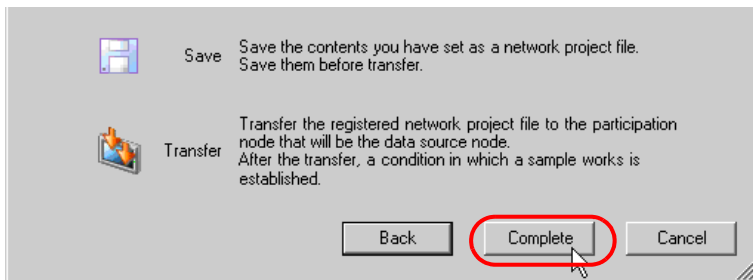 Save
Save the contents you have set as a network project file.
Save them before transfer.
Transfer
Transfer the registered network project file to the participation
node that will be the data source node.
After the transfer, a condition in which a sample works is
established.
Back
Complete
Cancel